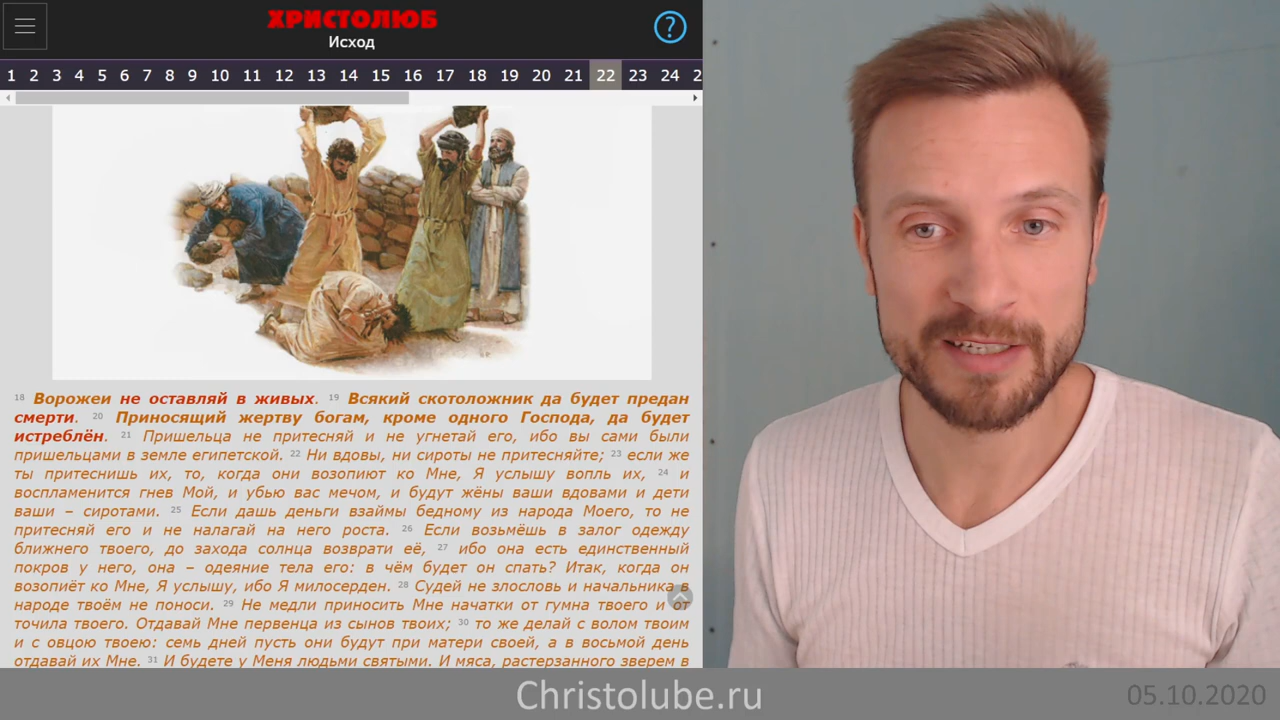 ХРИСТОЛЮБ
Исход
?
1 2 3 4 5 6 7 8 9 10 11 12 13 14 15 16 17 18 19 20 21 22 23 24 2
18 Ворожеи не оставляй в живых. 19 Всякий скотоложник да будет предан
смерти. 20 Приносящий жертву богам, кроме одного Господа, да будет
истреблён. 21 Пришельца не притесняй и не угнетай его, ибо вы сами были
пришельцами в земле египетской. 22 Ни вдовы, ни сироты не притесняйте; 23 если же
ты притеснишь их, то, когда они возопиют ко Мне, Я услышу вопль их, 24 и
воспламенится гнев Мой, и убью вас мечом, и будут жёны ваши вдовами и дети
ваши – сиротами. 25 Если дашь деньги взаймы бедному из народа Моего, то не
притесняй его и не налагай на него роста. 26 Если возьмёшь в залог одежду
ближнего твоего, до захода солнца возврати её, 27 ибо она есть единственный
покров у него, она – одеяние тела его: в чём будет он спать? Итак, когда он
возопиёт ко Мне, Я услышу, ибо Я милосерден. 28 Судей не злословь и начальника в
народе твоём не поноси. 29 Не медли приносить Мне начатки от гумна твоего и от
точила твоего. Отдавай Мне первенца из сынов твоих; 30 то же делай с волом твоим
и с овцою твоею: семь дней пусть они будут при матери своей, а в восьмой день
отдавай их Мне. 31 И будете у Меня людьми святыми. И мяса, растерзанного зверем в
Christolube.ru
05.10.2020